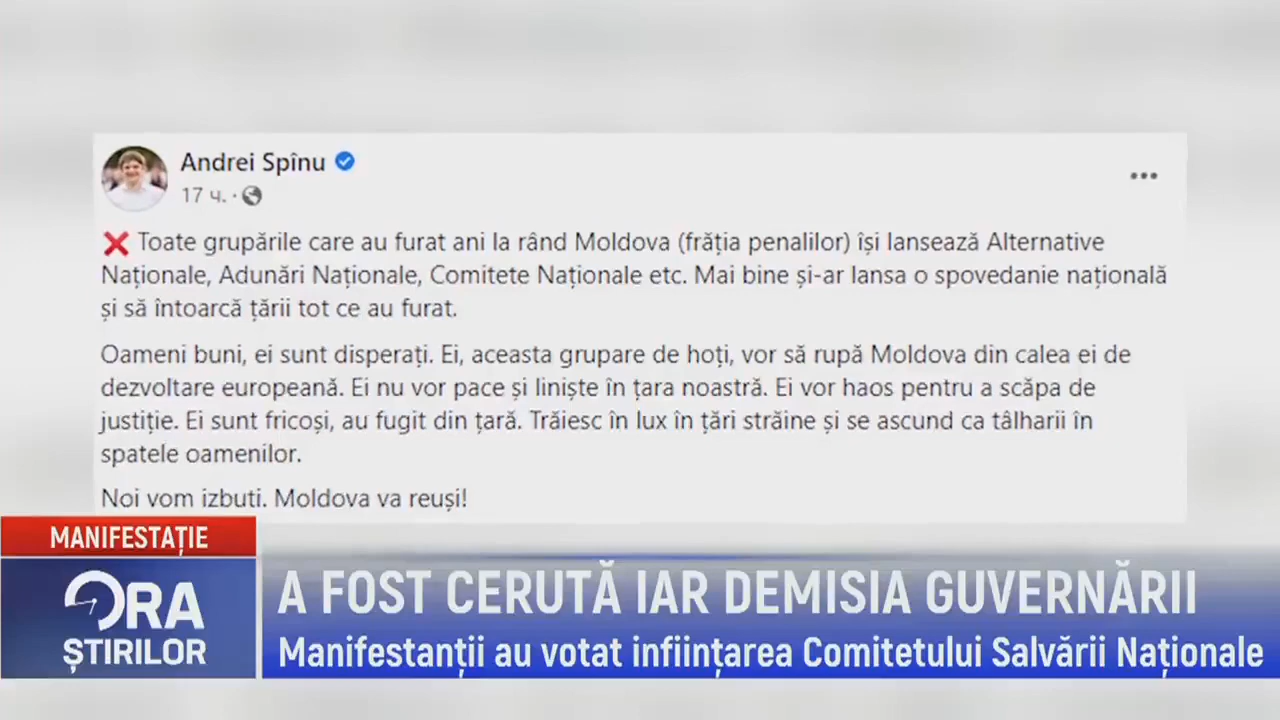 Andrei Spînu
17 ч.
❌ Toate grupările care au furat ani la rând Moldova (frăția penalilor) își lansează Alternative
Naționale, Adunări Naționale, Comitete Naționale etc. Mai bine și-ar lansa o spovedanie națională
și să întoarcă țării tot ce au furat.
Oameni buni, ei sunt disperați. Ei, aceasta grupare de hoți, vor să rupă Moldova din calea ei de
dezvoltare europeană. Ei nu vor pace și liniște în țara noastră. Ei vor haos pentru a scăpa de
justiție. Ei sunt fricoși, au fugit din țară. Trăiesc în lux în țări străine și se ascund ca tâlharii în
spatele oamenilor.
Noi vom izbuti. Moldova va reuși!
MANIFESTAȚIE
ORA
ȘTIRILOR
A FOST CERUTĂ IAR DEMISIA GUVERNĂRII
Manifestanții au votat inființarea Comitetului Salvării Naționale